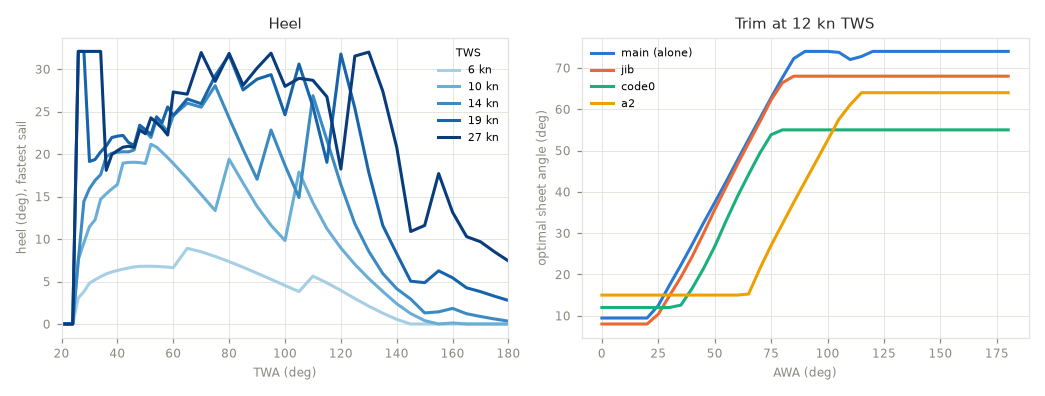 Heel
heel (deg), fastest sail
30
25
20
15
10
5
0
20 40 60 80 100 120 140 160 180
TWA (deg)
TWS
6 kn
10 kn
14 kn
19 kn
27 kn
Trim at 12 kn TWS
optimal sheet angle (deg)
70
60
50
40
30
20
10
0 25 50 75 100 125 150 175
AWA (deg)
main (alone)
jib
code0
a2